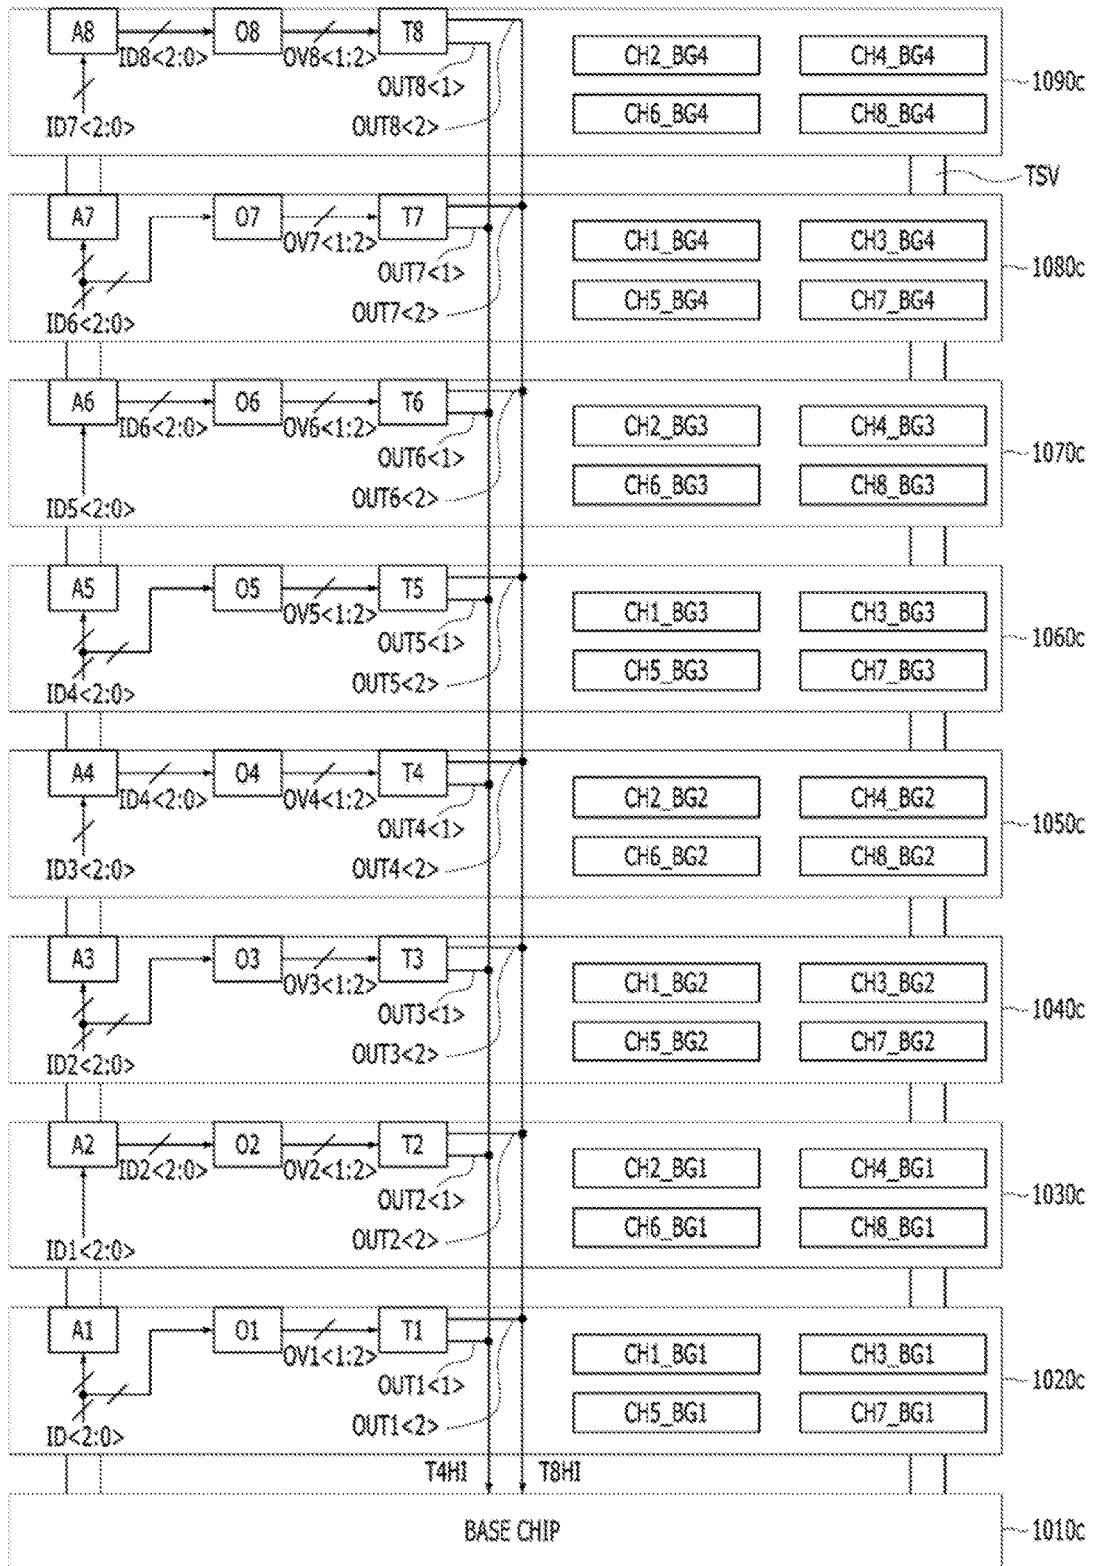 A8 O8 T8
ID8<2:0> OV8<1:2>
CH2_BG4 CH4_BG4
OUT8<1>
1090c
ID7<2:0> OUT8<2>
CH6_BG4 CH8_BG4
TSV
A7 O7 T7
OV7<1:2>
CH1_BG4 CH3_BG4
OUT7<1>
1080c
ID6<2:0> OUT7<2>
CH5_BG4 CH7_BG4
A6 O6 T6
ID6<2:0> OV6<1:2>
CH2_BG3 CH4_BG3
OUT6<1>
1070c
ID5<2:0> OUT6<2>
CH6_BG3 CH8_BG3
A5 O5 T5
OV5<1:2>
CH1_BG3 CH3_BG3
OUT5<1>
1060c
ID4<2:0> OUT5<2>
CH5_BG3 CH7_BG3
A4 O4 T4
ID4<2:0> OV4<1:2>
CH2_BG2 CH4_BG2
OUT4<1>
1050c
ID3<2:0> OUT4<2>
CH6_BG2 CH8_BG2
A3 O3 T3
OV3<1:2>
CH1_BG2 CH3_BG2
OUT3<1>
1040c
ID2<2:0> OUT3<2>
CH5_BG2 CH7_BG2
A2 O2 T2
ID2<2:0> OV2<1:2>
CH2_BG1 CH4_BG1
OUT2<1>
1030c
ID1<2:0> OUT2<2>
CH6_BG1 CH8_BG1
A1 O1 T1
OV1<1:2>
CH1_BG1 CH3_BG1
OUT1<1>
1020c
ID<2:0> OUT1<2>
CH5_BG1 CH7_BG1
T4HI T8HI
BASE CHIP
1010c